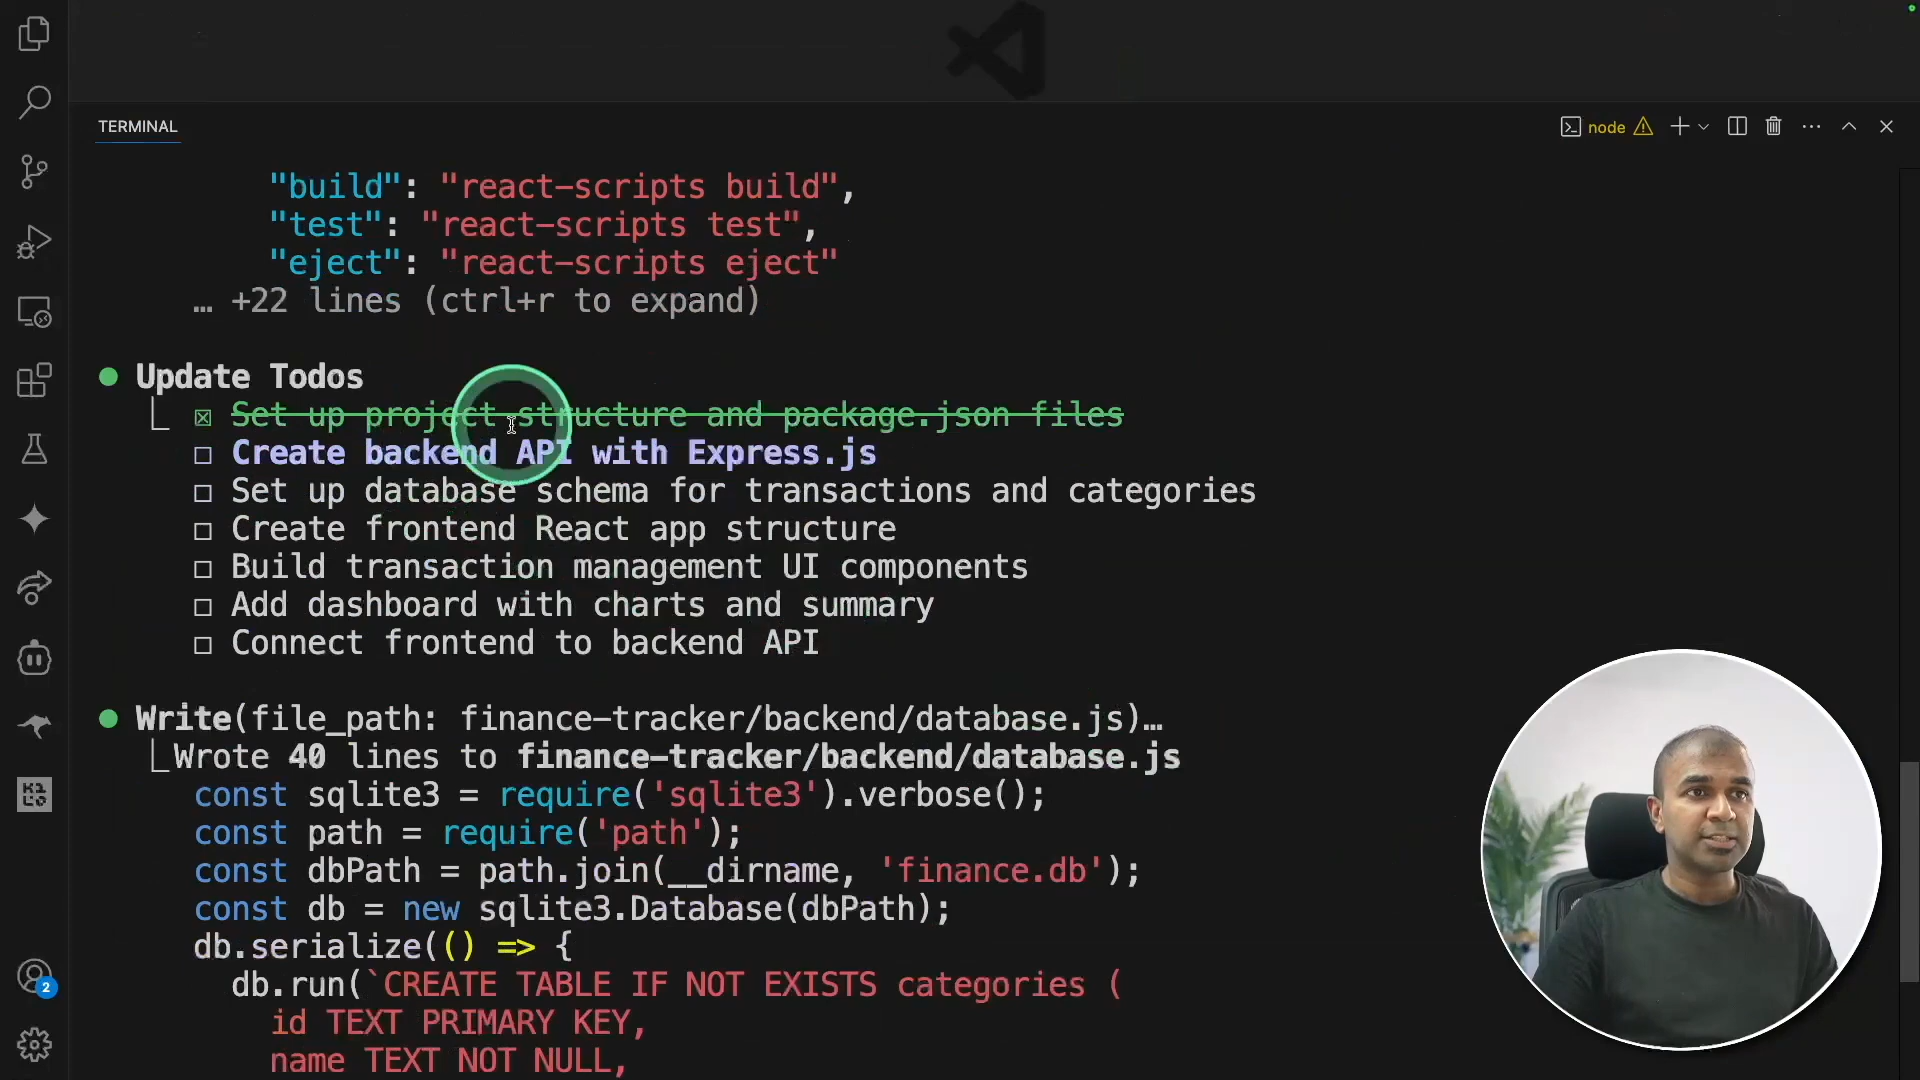 TERMINAL
node
"build": "react-scripts build",
"test": "react-scripts test",
"eject": "react-scripts eject"
… +22 lines (ctrl+r to expand)
Update Todos
Set up project structure and package.json files
Create backend API with Express.js
Set up database schema for transactions and categories
Create frontend React app structure
Build transaction management UI components
Add dashboard with charts and summary
Connect frontend to backend API
Write(file_path: finance-tracker/backend/database.js)…
Wrote 40 lines to finance-tracker/backend/database.js
const sqlite3 = require('sqlite3').verbose();
const path = require('path');
const dbPath = path.join(__dirname, 'finance.db');
const db = new sqlite3.Database(dbPath);
db.serialize(() => {
db.run(`CREATE TABLE IF NOT EXISTS categories (
id TEXT PRIMARY KEY,
name TEXT NOT NULL,
2